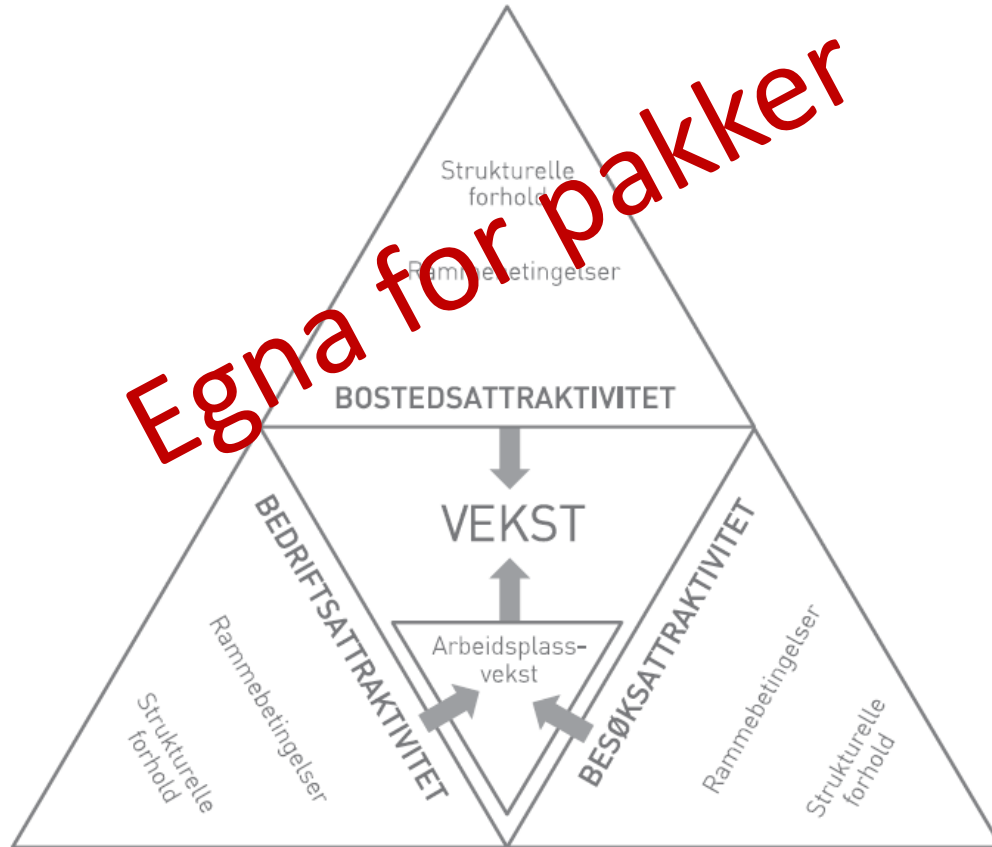 Egna for pakker
Strukturelle
forhold
Rammebetingelser
BOSTEDSATTRAKTIVITET
VEKST
BEDRIFTSATTRAKTIVITET
BESØKSATTRAKTIVITET
Arbeidsplass-
vekst
Rammebetingelser
Strukturelle
forhold
Rammebetingelser
Strukturelle
forhold